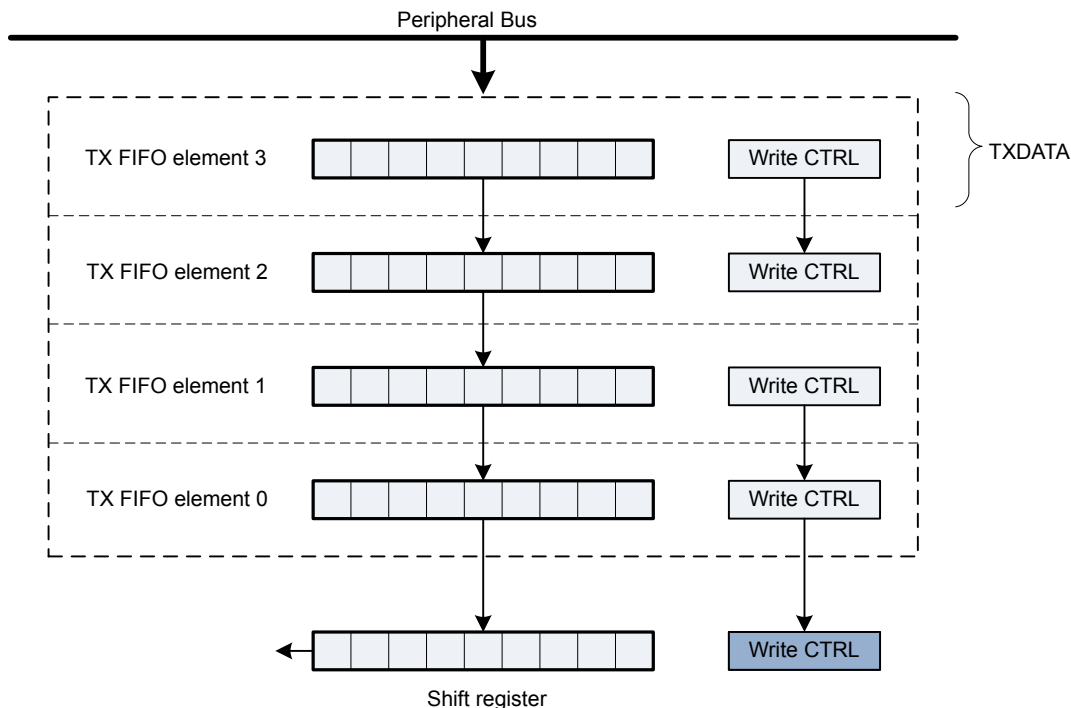 Peripheral Bus
TX FIFO element 3
Write CTRL
TXDATA
TX FIFO element 2
Write CTRL
TX FIFO element 1
Write CTRL
TX FIFO element 0
Write CTRL
Write CTRL
Shift register